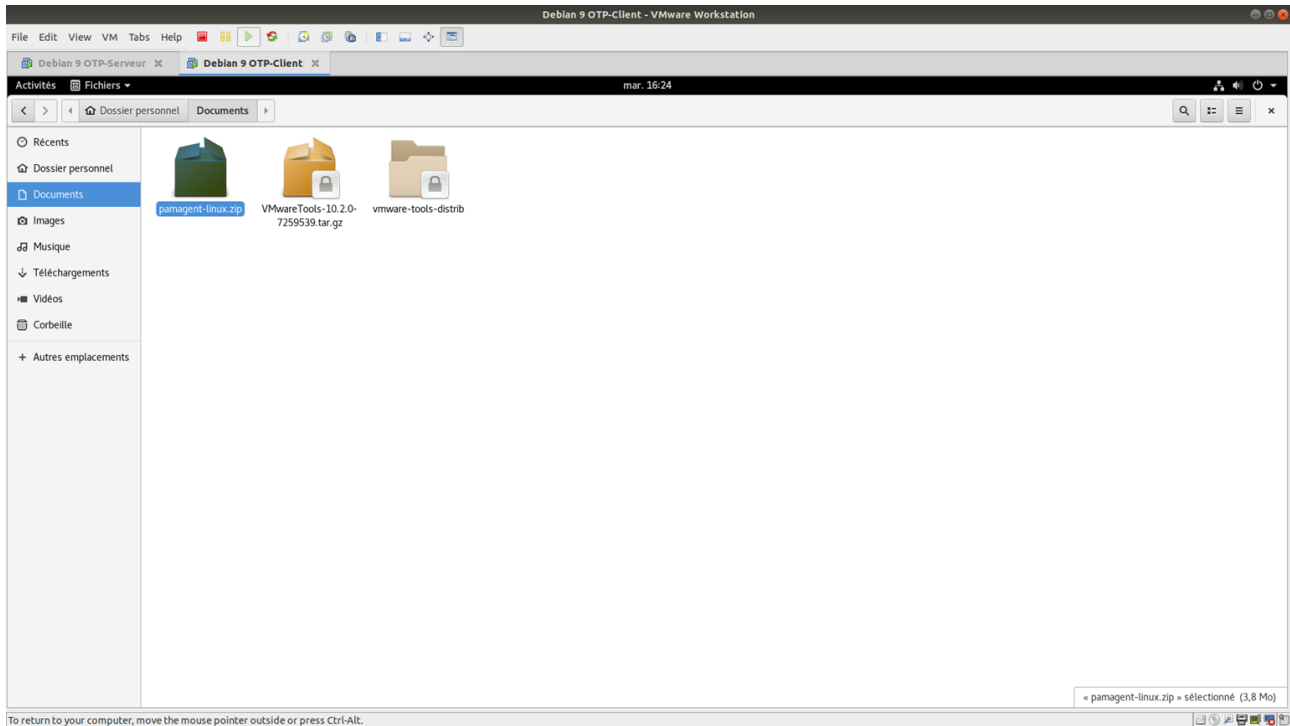 Debian 9 OTP-Client - VMware Workstation
File Edit View VM Tabs Help
Debian 9 OTP-Serveur Debian 9 OTP-Client
Activités Fichiers mar. 16:24
Dossier personnel Documents
Récents
Dossier personnel
Documents
Images
Musique
Téléchargements
Vidéos
Corbeille
+ Autres emplacements
pamagent-linux.zip
VMwareTools-10.2.0-
7259539.tar.gz
vmware-tools-distrib
« pamagent-linux.zip » sélectionné (3,8 Mo)
To return to your computer, move the mouse pointer outside or press Ctrl-Alt.